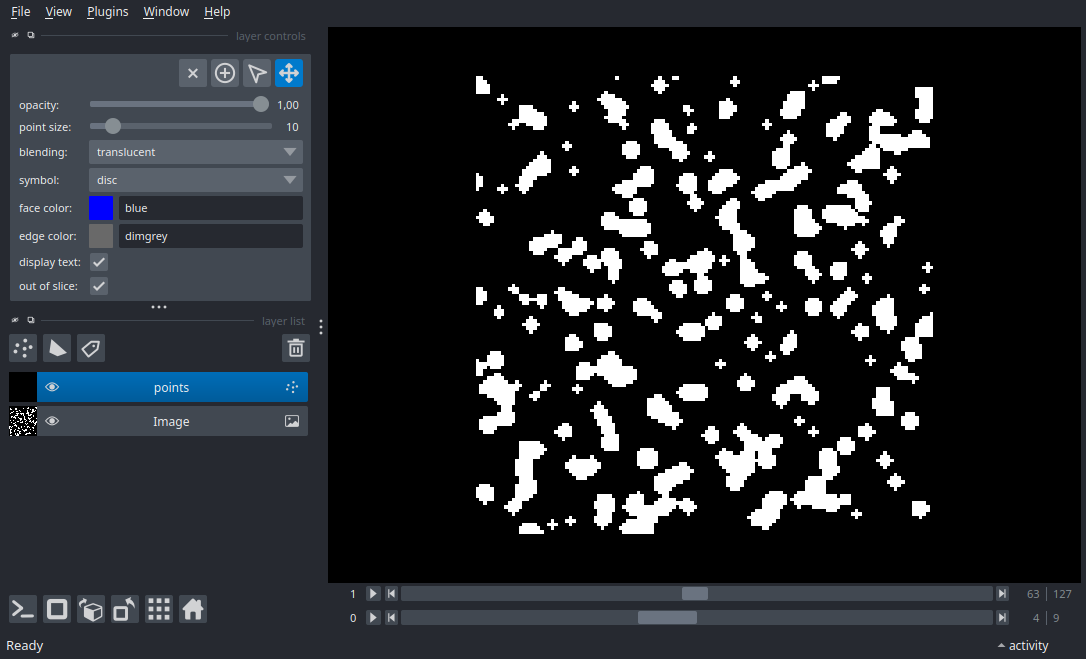 File View Plugins Window Help
layer controls
opacity: 1,00
point size: 10
blending: translucent
symbol: disc
face color: blue
edge color: dimgrey
display text:
out of slice:
layer list
points
Image
1 63 | 127
0 4 | 9
Ready activity